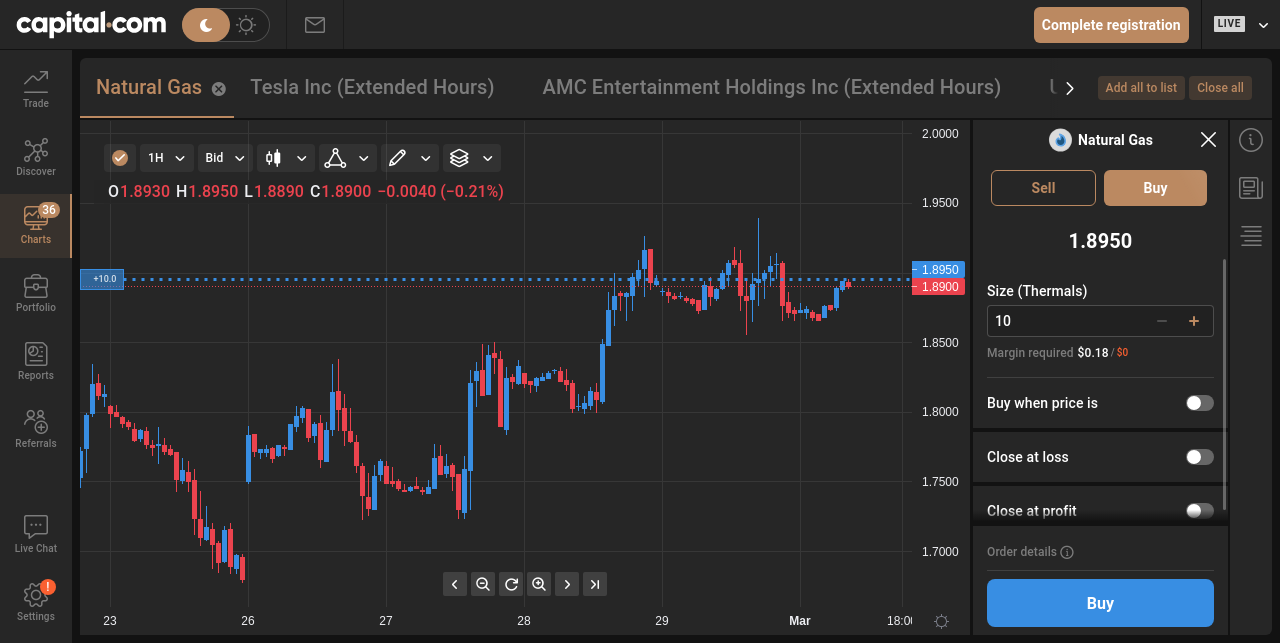 capital.com
Complete registration
LIVE
Trade
Discover
36
Charts
Portfolio
Reports
Referrals
Live Chat
!
Settings
Natural Gas
Tesla Inc (Extended Hours)
AMC Entertainment Holdings Inc (Extended Hours)
Add all to list
Close all
1H
Bid
O1.8930 H1.8950 L1.8890 C1.8900 −0.0040 (−0.21%)
+10.0
2.0000
1.9500
1.8950
1.8900
1.8500
1.8000
1.7500
1.7000
23
26
27
28
29
Mar
18:00
Natural Gas
Sell
Buy
1.8950
Size (Thermals)
10
Margin required $0.18 / $0
Buy when price is
Close at loss
Close at profit
Order details
Buy